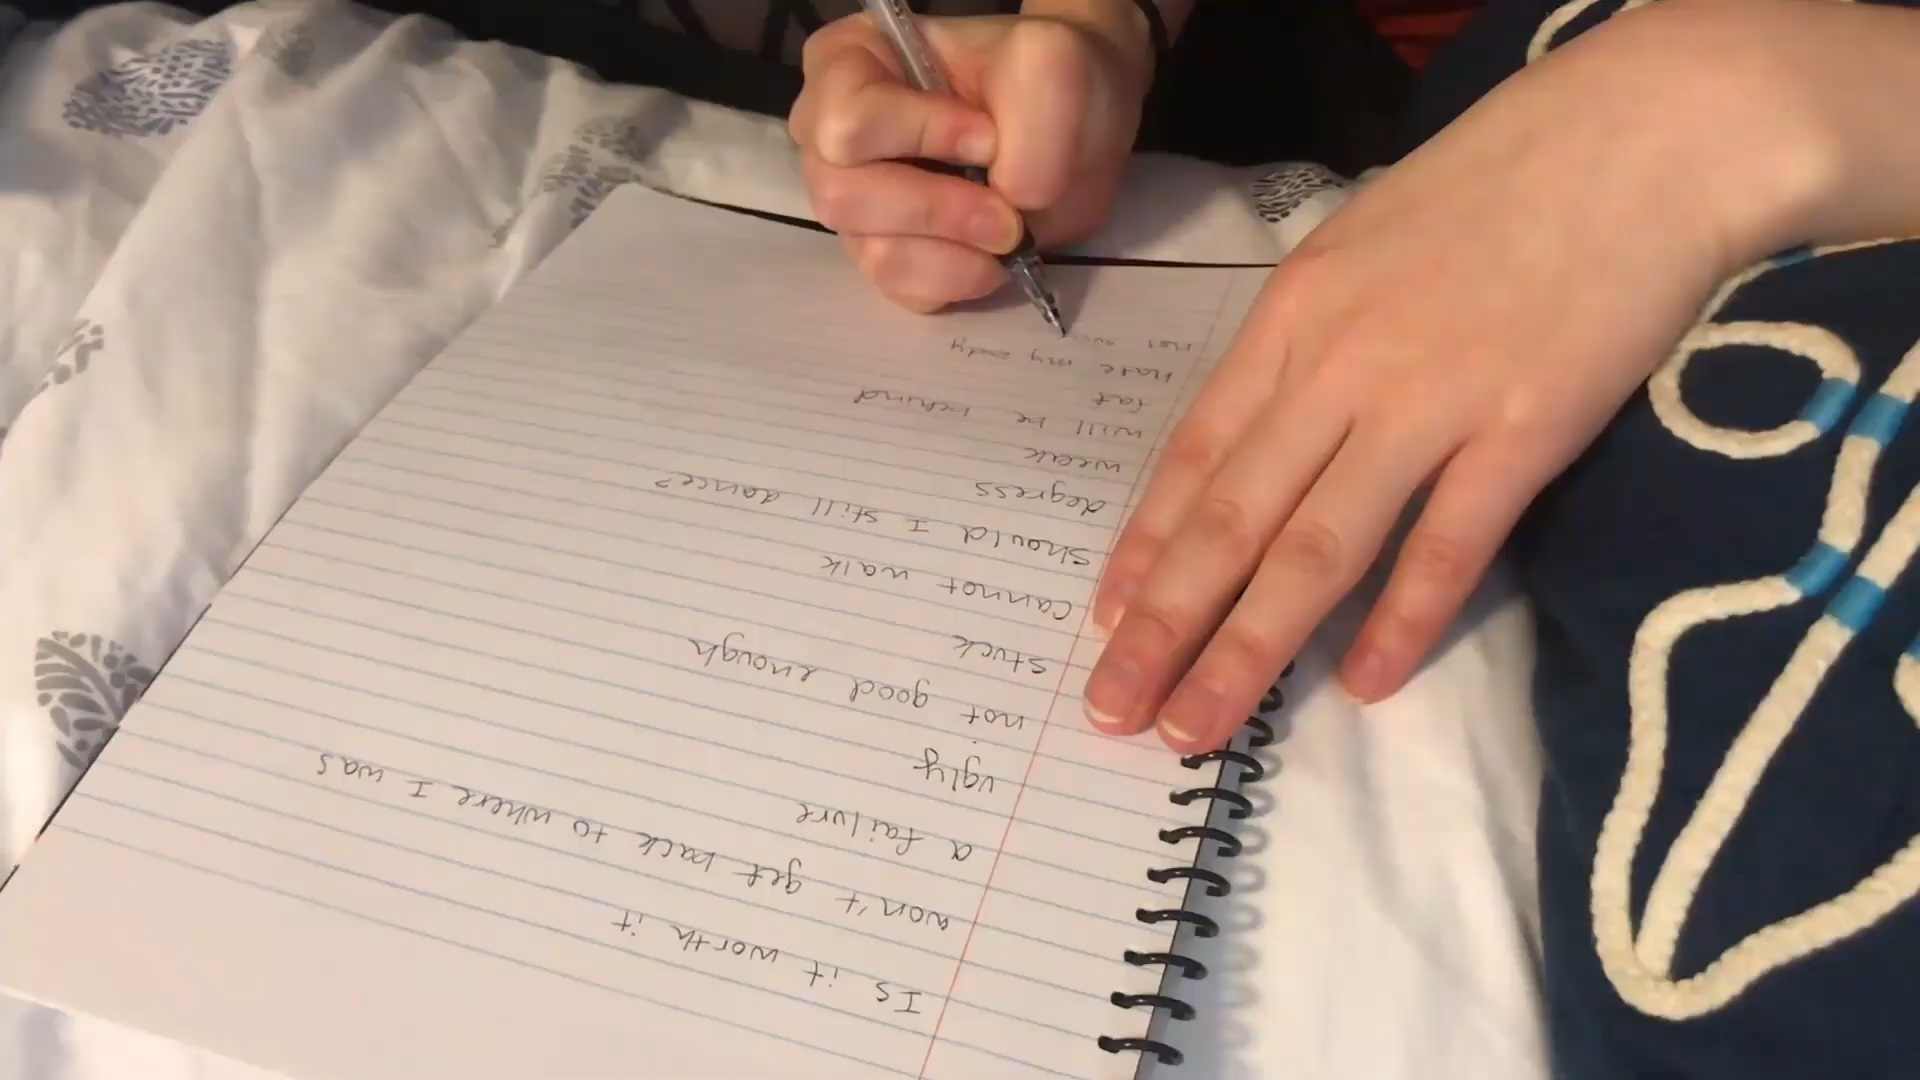 Is it worth it
won't get back to where I was
a failure
ugly
not good enough
stuck
cannot walk
Should I still dance?
degress
weak
will be behind
fat
hate my body
not